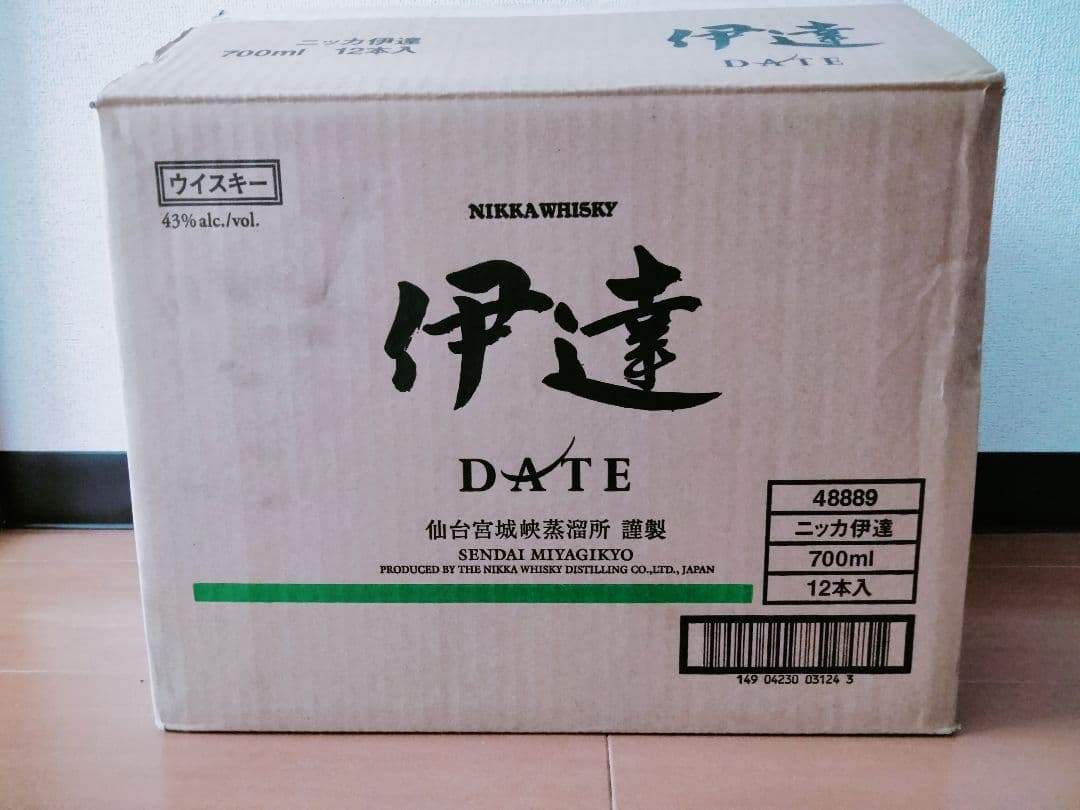 ニッカ伊達
700ml 12本入
伊達
DATE
ウイスキー
43% alc./vol.
NIKKA WHISKY
伊達
DATE
仙台宮城峡蒸溜所 謹製
SENDAI MIYAGIKYO
PRODUCED BY THE NIKKA WHISKY DISTILLING CO.,LTD., JAPAN
48889
ニッカ伊達
700ml
12本入
149 04230 03124 3